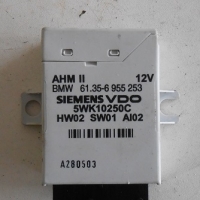 AHM II 12V
BMW 61.35-6 955 253
SIEMENS VDO
5WK10250C
HW02 SW01 AI02
A280503